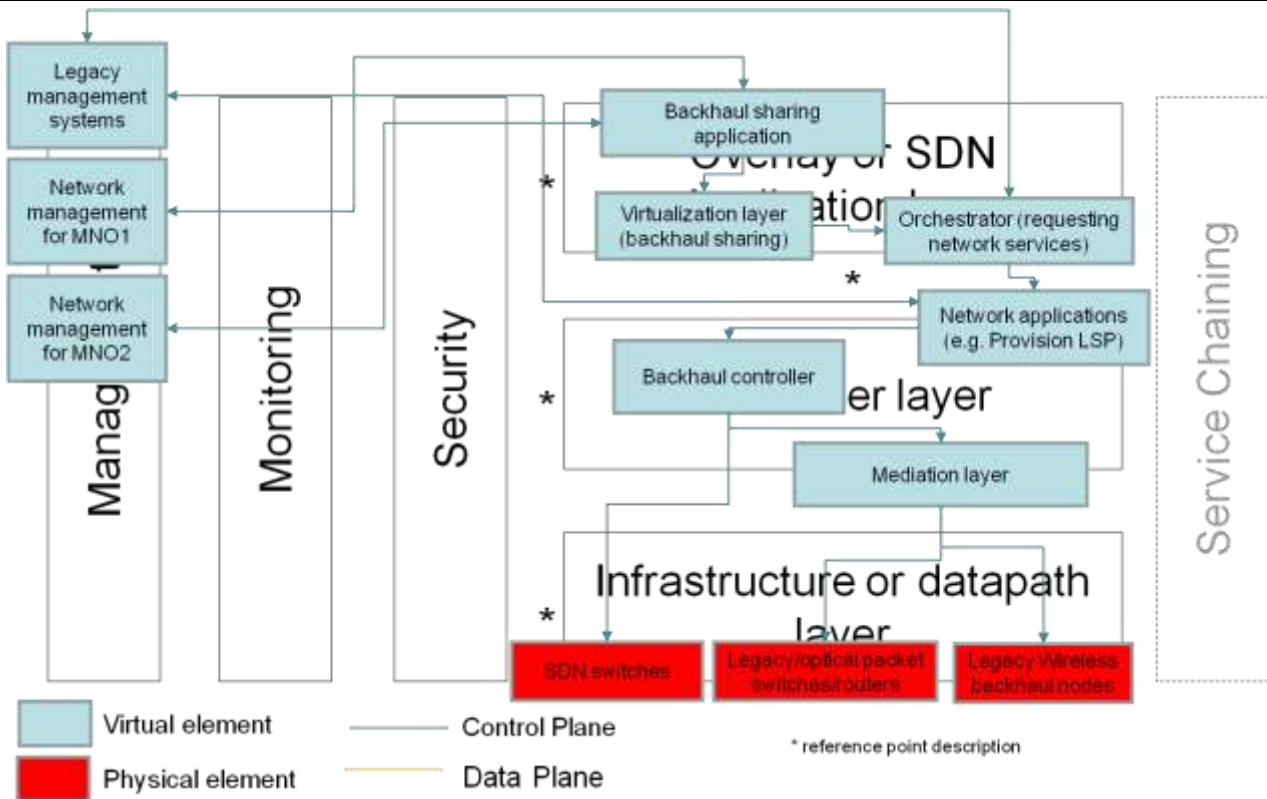 Legacy
management
systems
Network
management
for MNO1
Network
management
for MNO2
Manag
Monitoring
Security
Backhaul sharing
application
Overlay or SDN
Virtualization layer
(backhaul sharing)
Orchestrator (requesting
network services)
*
*
Network applications
(e.g. Provision LSP)
Backhaul controller
er layer
*
Mediation layer
Infrastructure or datapath
layer
*
SDN switches
Legacy/optical packet
switches/routers
Legacy Wireless
backhaul nodes
Service Chaining
Virtual element
Control Plane
* reference point description
Physical element
Data Plane